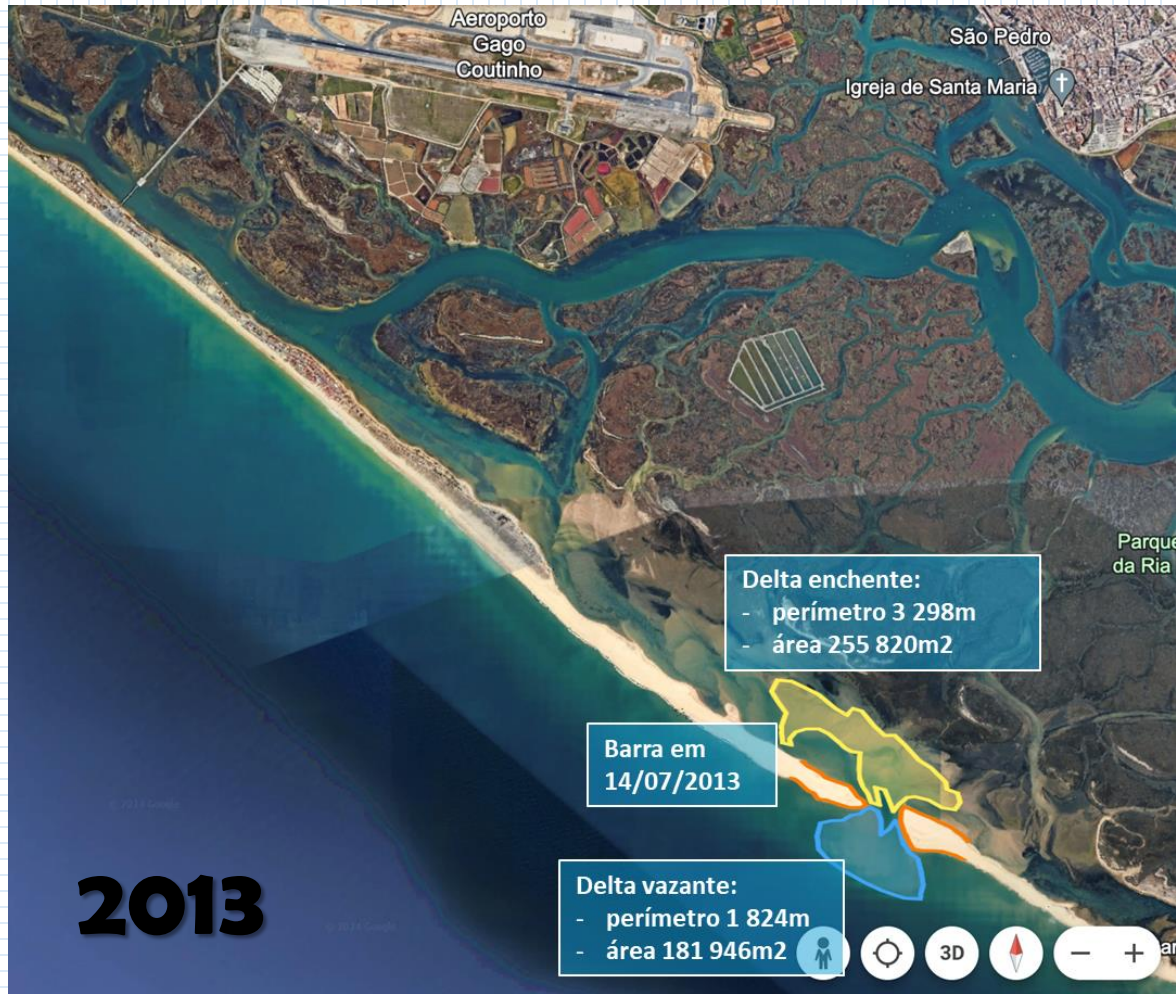 Aeroporto
Gago
Coutinho
São Pedro
Igreja de Santa Maria
Parque
da Ria
Delta enchente:
- perímetro 3 298m
- área 255 820m2
Barra em
14/07/2013
Delta vazante:
- perímetro 1 824m
- área 181 946m2
2013
3D